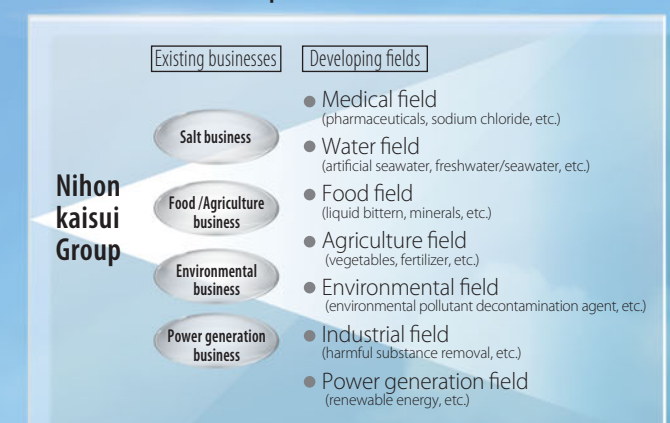 Existing businesses
Developing fields
Nihon
kaisui
Group
Salt business
Food /Agriculture
business
Environmental
business
Power generation
business
● Medical field
(pharmaceuticals, sodium chloride, etc.)
● Water field
(artificial seawater, freshwater/seawater, etc.)
● Food field
(liquid bittern, minerals, etc.)
● Agriculture field
(vegetables, fertilizer, etc.)
● Environmental field
(environmental pollutant decontamination agent, etc.)
● Industrial field
(harmful substance removal, etc.)
● Power generation field
(renewable energy, etc.)